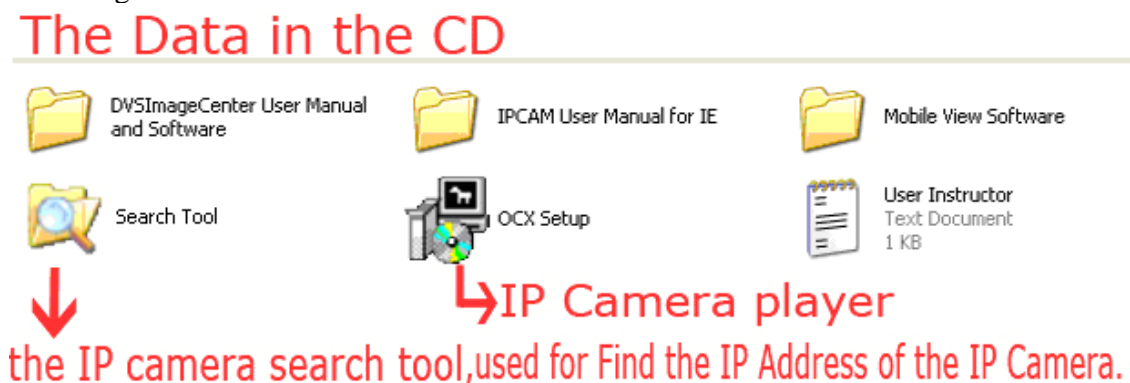 The Data in the CD
DVSImageCenter User Manual
and Software
IPCAM User Manual for IE
Mobile View Software
Search Tool
OCX Setup
User Instructor
Text Document
1 KB
IP Camera player
the IP camera search tool,used for Find the IP Address of the IP Camera.